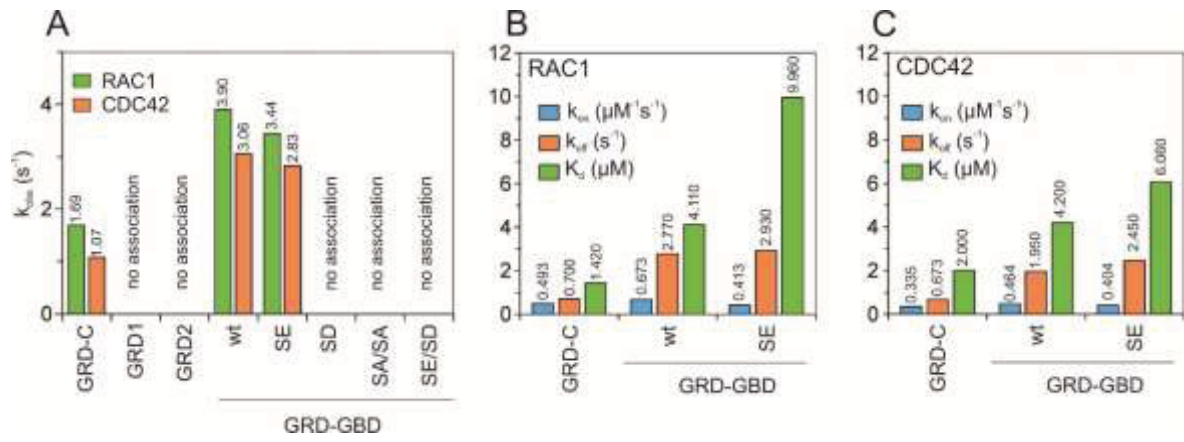 A
RAC1
CDC42
kobs (s-1)
4
2
0
1.69
1.07
no association
no association
3.90
3.06
3.44
2.83
no association
no association
no association
GRD-C
GRD1
GRD2
wt
SE
SD
SA/SA
SE/SD
GRD-GBD
B
RAC1
kon (µM-1s-1)
koff (s-1)
Kd (µM)
12
10
8
6
4
2
0
0.493
0.700
1.420
0.673
2.770
4.110
0.413
2.930
9.960
GRD-C
wt
SE
GRD-GBD
C
CDC42
kon (µM-1s-1)
koff (s-1)
Kd (µM)
12
10
8
6
4
2
0
0.335
0.673
2.000
0.464
1.950
4.200
0.404
2.450
6.060
GRD-C
wt
SE
GRD-GBD